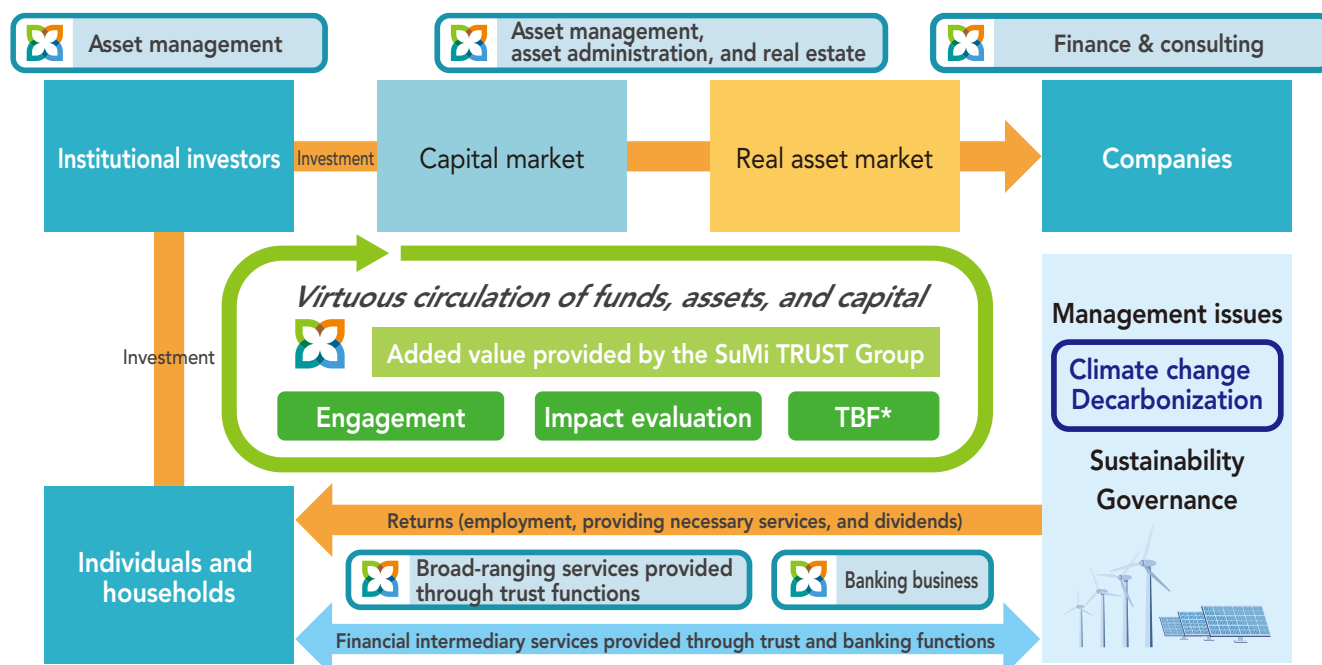 Asset management
Asset management,
asset administration, and real estate
Finance & consulting
Institutional investors
Investment
Capital market
Real asset market
Companies
Virtuous circulation of funds, assets, and capital
Added value provided by the SuMi TRUST Group
Engagement
Impact evaluation
TBF*
Investment
Management issues
Climate change
Decarbonization
Sustainability
Governance
Individuals and
households
Returns (employment, providing necessary services, and dividends)
Broad-ranging services provided
through trust functions
Banking business
Financial intermediary services provided through trust and banking functions